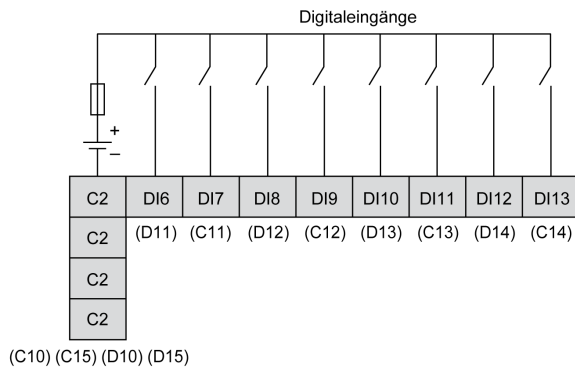 Digitaleingänge
+
–
C2 DI6 DI7 DI8 DI9 DI10 DI11 DI12 DI13
C2 (D11) (C11) (D12) (C12) (D13) (C13) (D14) (C14)
C2
C2
(C10) (C15) (D10) (D15)